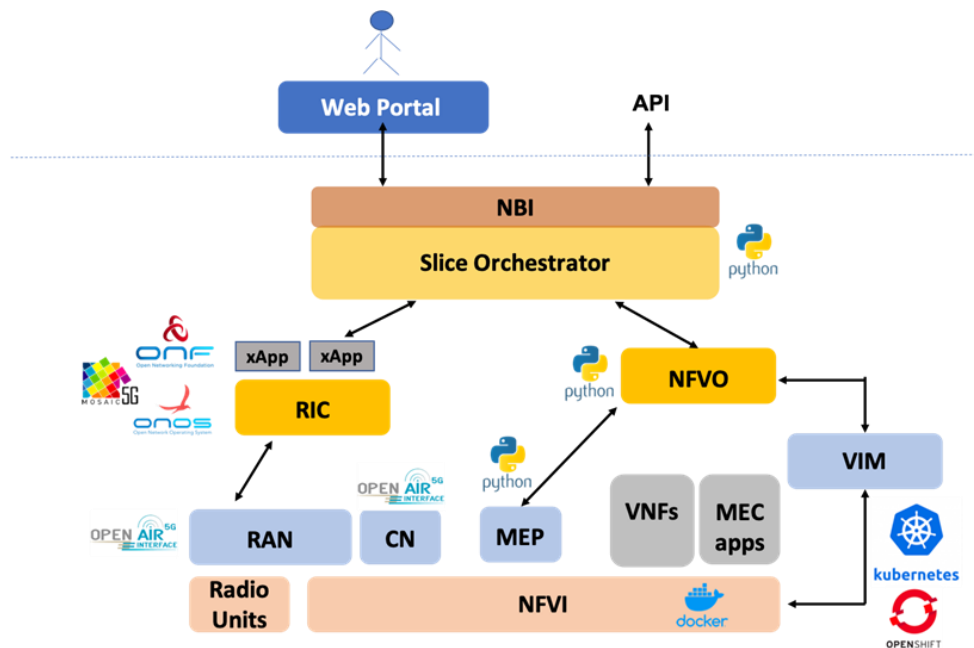 Web Portal
API
NBI
Slice Orchestrator
python
ONF
Open Networking Foundation
xApp
xApp
MOSAIC5G
onos
Open Network Operating System
RIC
python
NFVO
python
VIM
OPEN AIR 5G
INTERFACE
OPEN AIR 5G
INTERFACE
RAN
CN
MEP
VNFs
MEC
apps
kubernetes
Radio
Units
NFVI
docker
OPENSHIFT